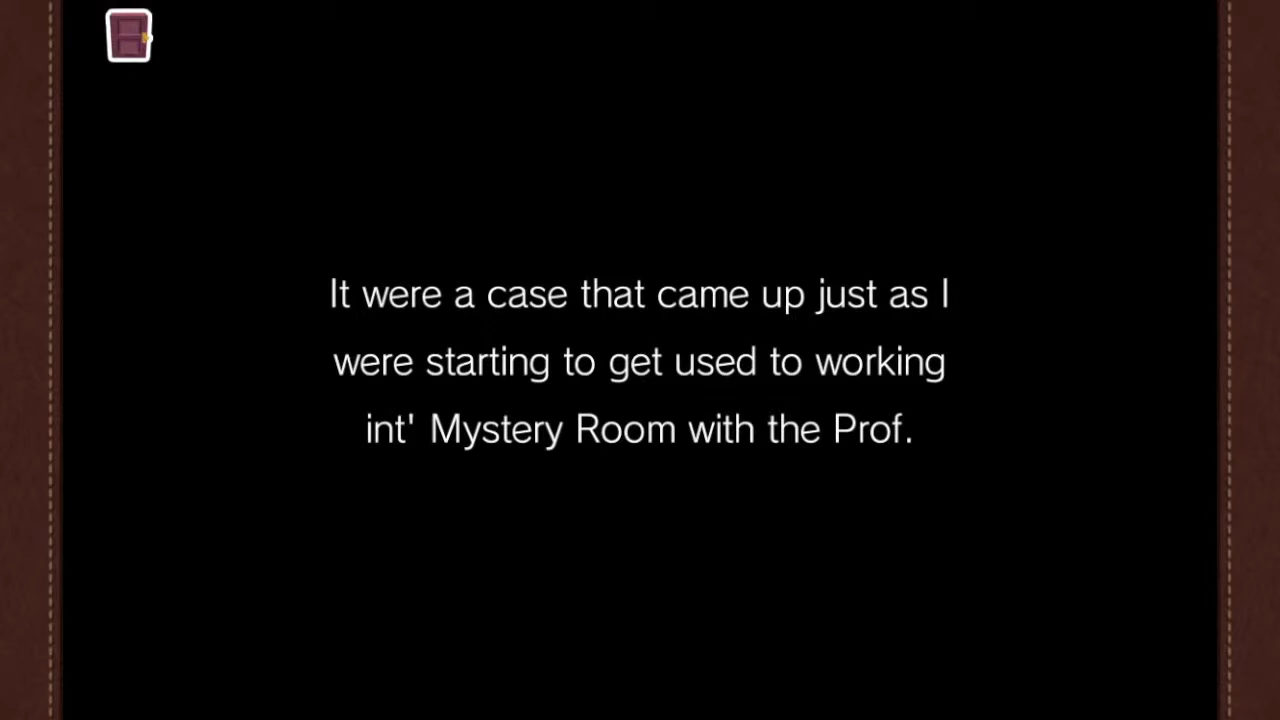 It were a case that came up just as I
were starting to get used to working
int' Mystery Room with the Prof.